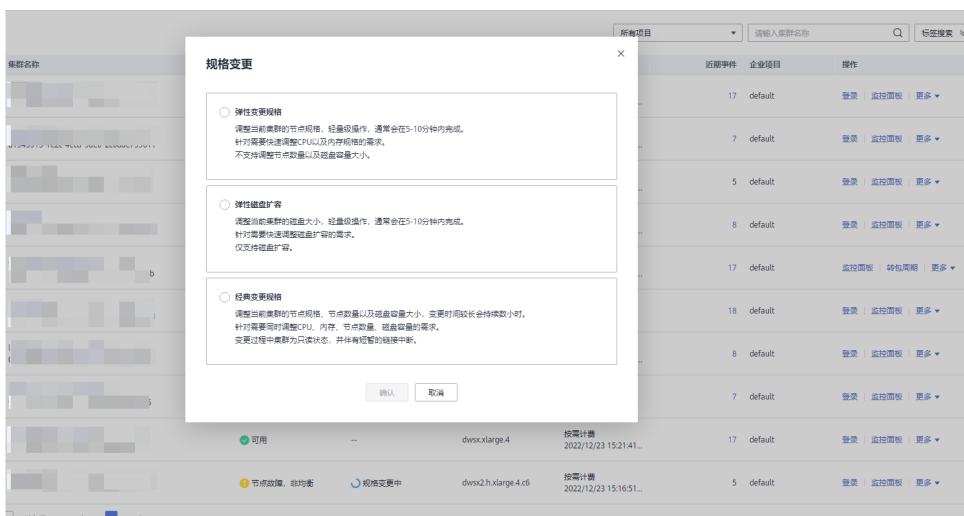 所有项目
请输入集群名称
标签搜索
集群名称
近期事件 企业项目 操作
规格变更
弹性变更规格
调整当前集群的节点规格，轻量级操作，通常会在5-10分钟内完成。
针对需要快速调整CPU以及内存规格的需求。
不支持调整节点数量以及磁盘容量大小。
弹性磁盘扩容
调整当前集群的磁盘大小，轻量级操作，通常会在5-10分钟内完成。
针对需要快速调整磁盘扩容的需求。
仅支持磁盘扩容。
经典变更规格
调整当前集群的节点规格、节点数量以及磁盘容量大小，变更时间较长会持续数小时。
针对需要同时调整CPU、内存、节点数量、磁盘容量的需求。
变更过程中集群为只读状态，并伴有短暂的链接中断。
确认 取消
17 default 登录 监控面板 更多
7 default 登录 监控面板 更多
5 default 登录 监控面板 更多
8 default 登录 监控面板 更多
17 default 监控面板 转包周期 更多
18 default 登录 监控面板 更多
8 default 登录 监控面板 更多
7 default 登录 监控面板 更多
可用 -- dwsx.xlarge.4 按需计费
2022/12/23 15:21:41... 17 default 登录 监控面板 更多
节点故障，非均衡 规格变更中 dwsx2.h.xlarge.4.c6 按需计费
2022/12/23 15:16:51... 5 default 登录 监控面板 更多